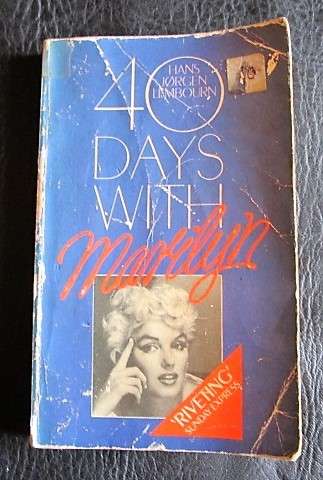 40
HANS
JØRGEN
LEMBOURN
DAYS
WITH
Marilyn
'RIVETING'
SUNDAY EXPRESS